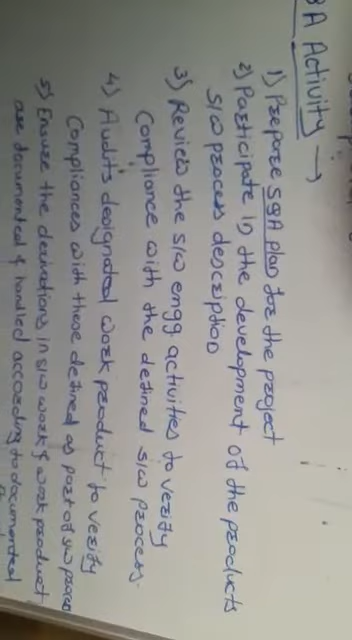 A Activity →
1) Prepare SQA plan for the project
2) Participate in the development of the products
S/W process description
3) Review the S/W engg activities to verify
Compliance with the defined S/W process.
4) Audits designated work product to verify
Compliances with those defined as part of S/W process
5) Ensure the deviations in S/W work & work product
are documented & handled according to documented